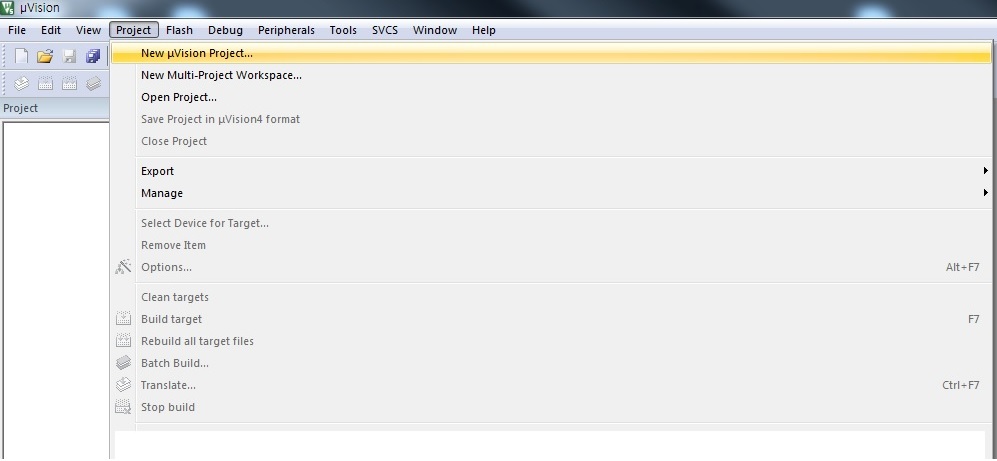 µVision
File Edit View Project Flash Debug Peripherals Tools SVCS Window Help
New µVision Project...
New Multi-Project Workspace...
Open Project...
Save Project in µVision4 format
Close Project
Export
Manage
Select Device for Target...
Remove Item
Options... Alt+F7
Clean targets
Build target F7
Rebuild all target files
Batch Build...
Translate... Ctrl+F7
Stop build
Project